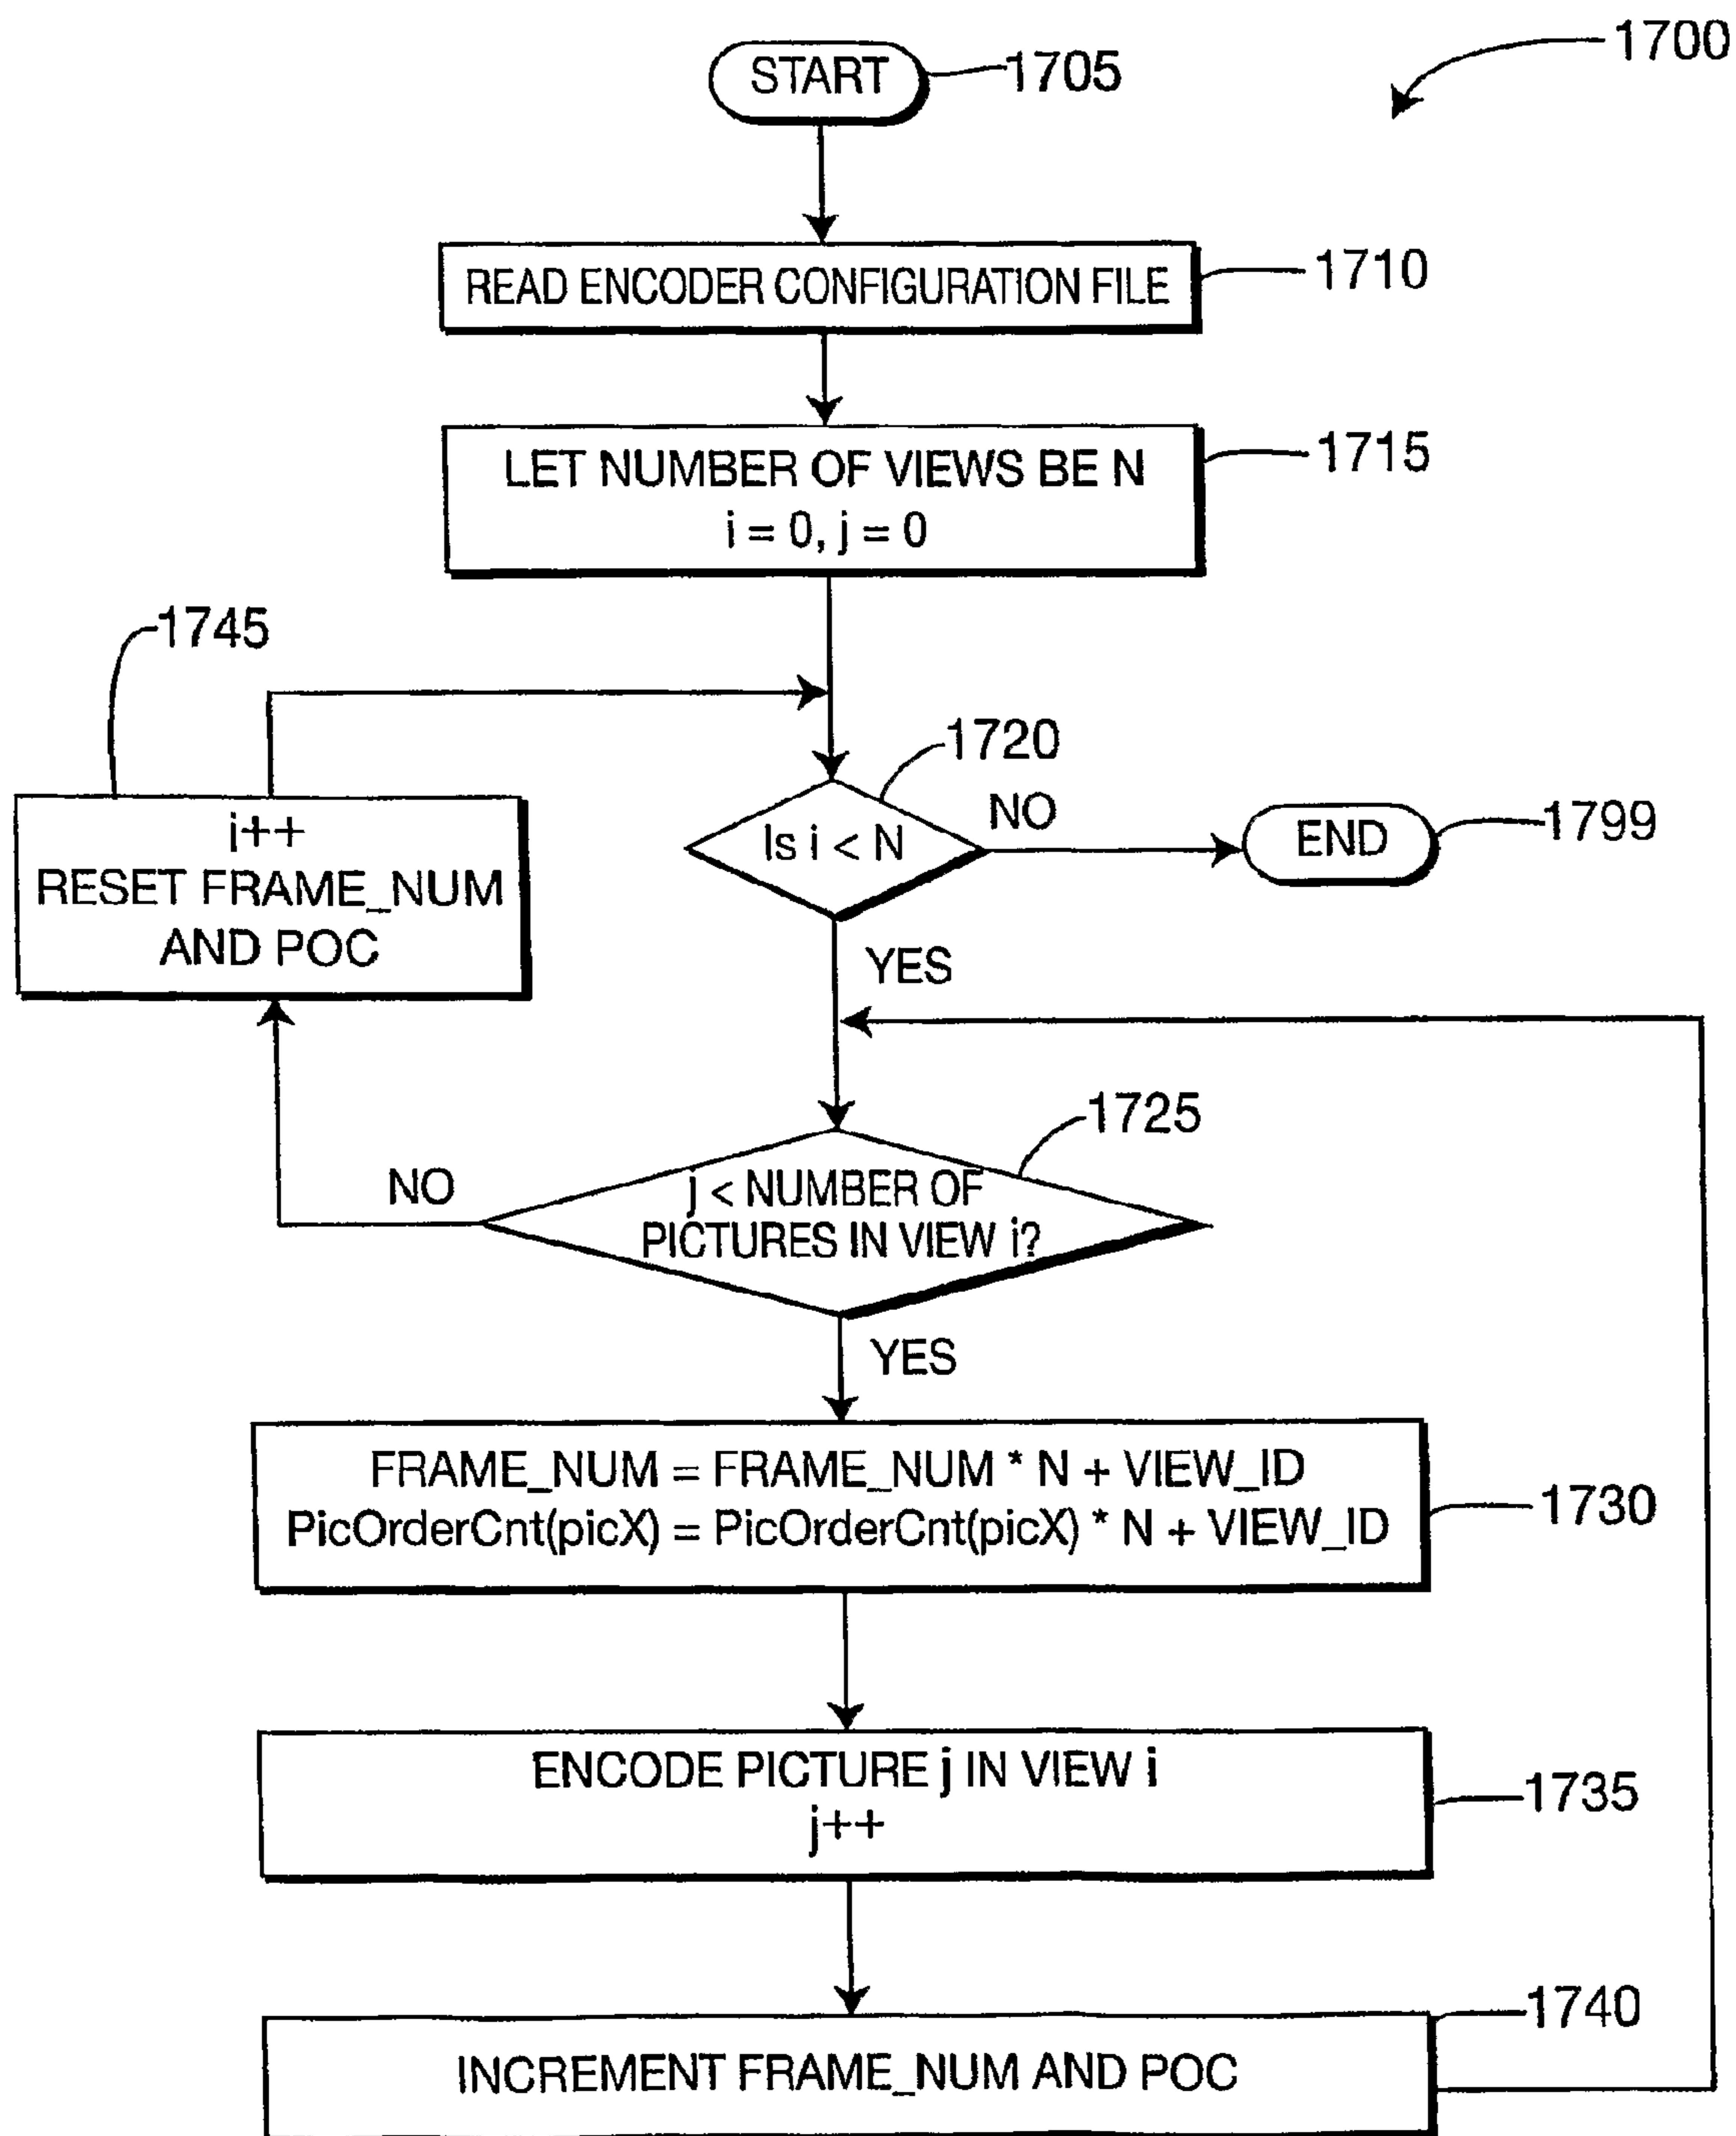 1700
START
1705
READ ENCODER CONFIGURATION FILE
1710
LET NUMBER OF VIEWS BE N
i = 0, j = 0
1715
1745
i++
RESET FRAME_NUM
AND POC
1720
Is i < N
NO
END
1799
YES
1725
j < NUMBER OF
PICTURES IN VIEW i?
NO
YES
FRAME_NUM = FRAME_NUM * N + VIEW_ID
PicOrderCnt(picX) = PicOrderCnt(picX) * N + VIEW_ID
1730
ENCODE PICTURE j IN VIEW i
j++
1735
1740
INCREMENT FRAME_NUM AND POC